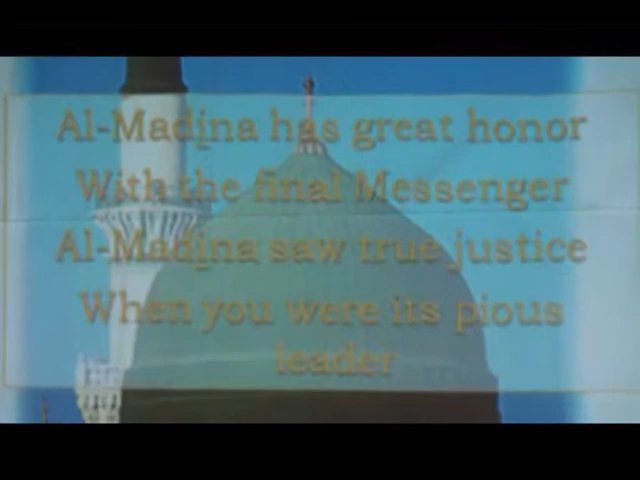 Al-Madina has great honor
With the final Messenger
Al-Madina saw true justice
When you were its pious
leader